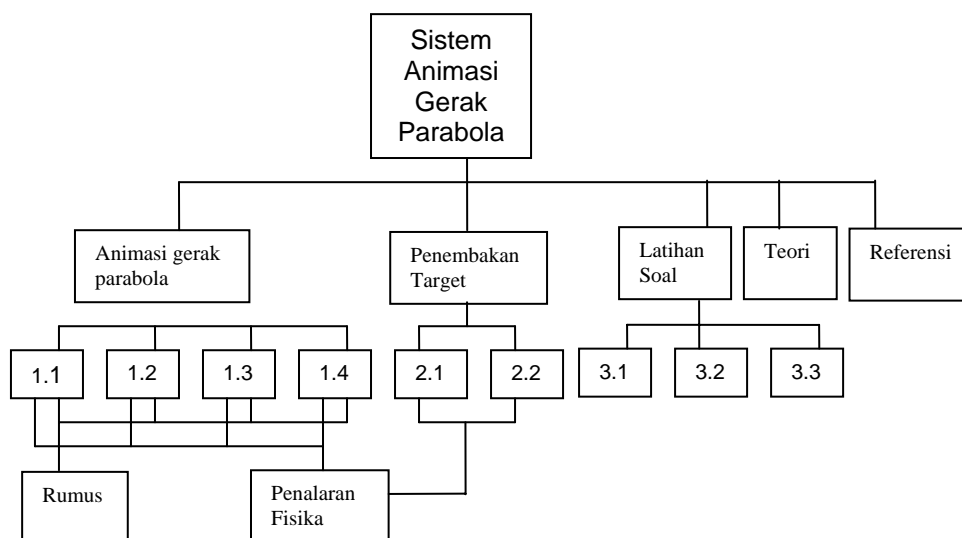 Sistem
Animasi
Gerak
Parabola
Animasi gerak
parabola
Penembakan
Target
Latihan
Soal
Teori
Referensi
1.1
1.2
1.3
1.4
2.1
2.2
3.1
3.2
3.3
Rumus
Penalaran
Fisika